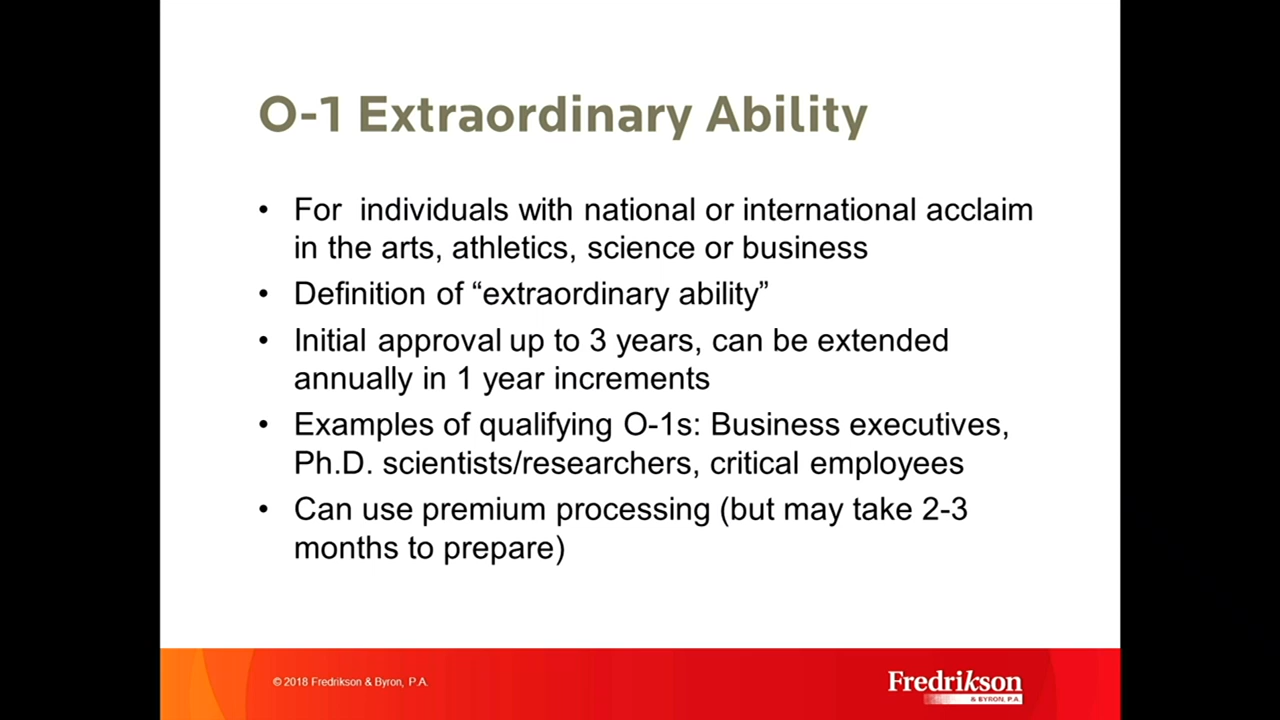 O-1 Extraordinary Ability
• For  individuals with national or international acclaim
in the arts, athletics, science or business
• Definition of “extraordinary ability”
• Initial approval up to 3 years, can be extended
annually in 1 year increments
• Examples of qualifying O-1s: Business executives,
Ph.D. scientists/researchers, critical employees
• Can use premium processing (but may take 2-3
months to prepare)
© 2018 Fredrikson & Byron, P.A.
Fredrikson
& BYRON, P.A.